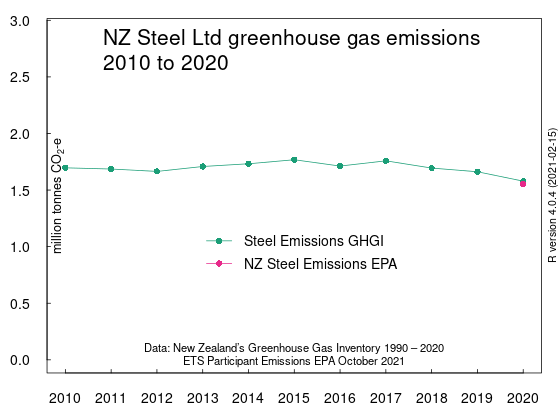 NZ Steel Ltd greenhouse gas emissions
2010 to 2020
3.0
2.5
2.0
1.5
1.0
0.5
0.0
million tonnes CO₂-e
Steel Emissions GHGI
NZ Steel Emissions EPA
Data: New Zealand's Greenhouse Gas Inventory 1990 – 2020
ETS Participant Emissions EPA October 2021
2010 2011 2012 2013 2014 2015 2016 2017 2018 2019 2020
R version 4.0.4 (2021-02-15)